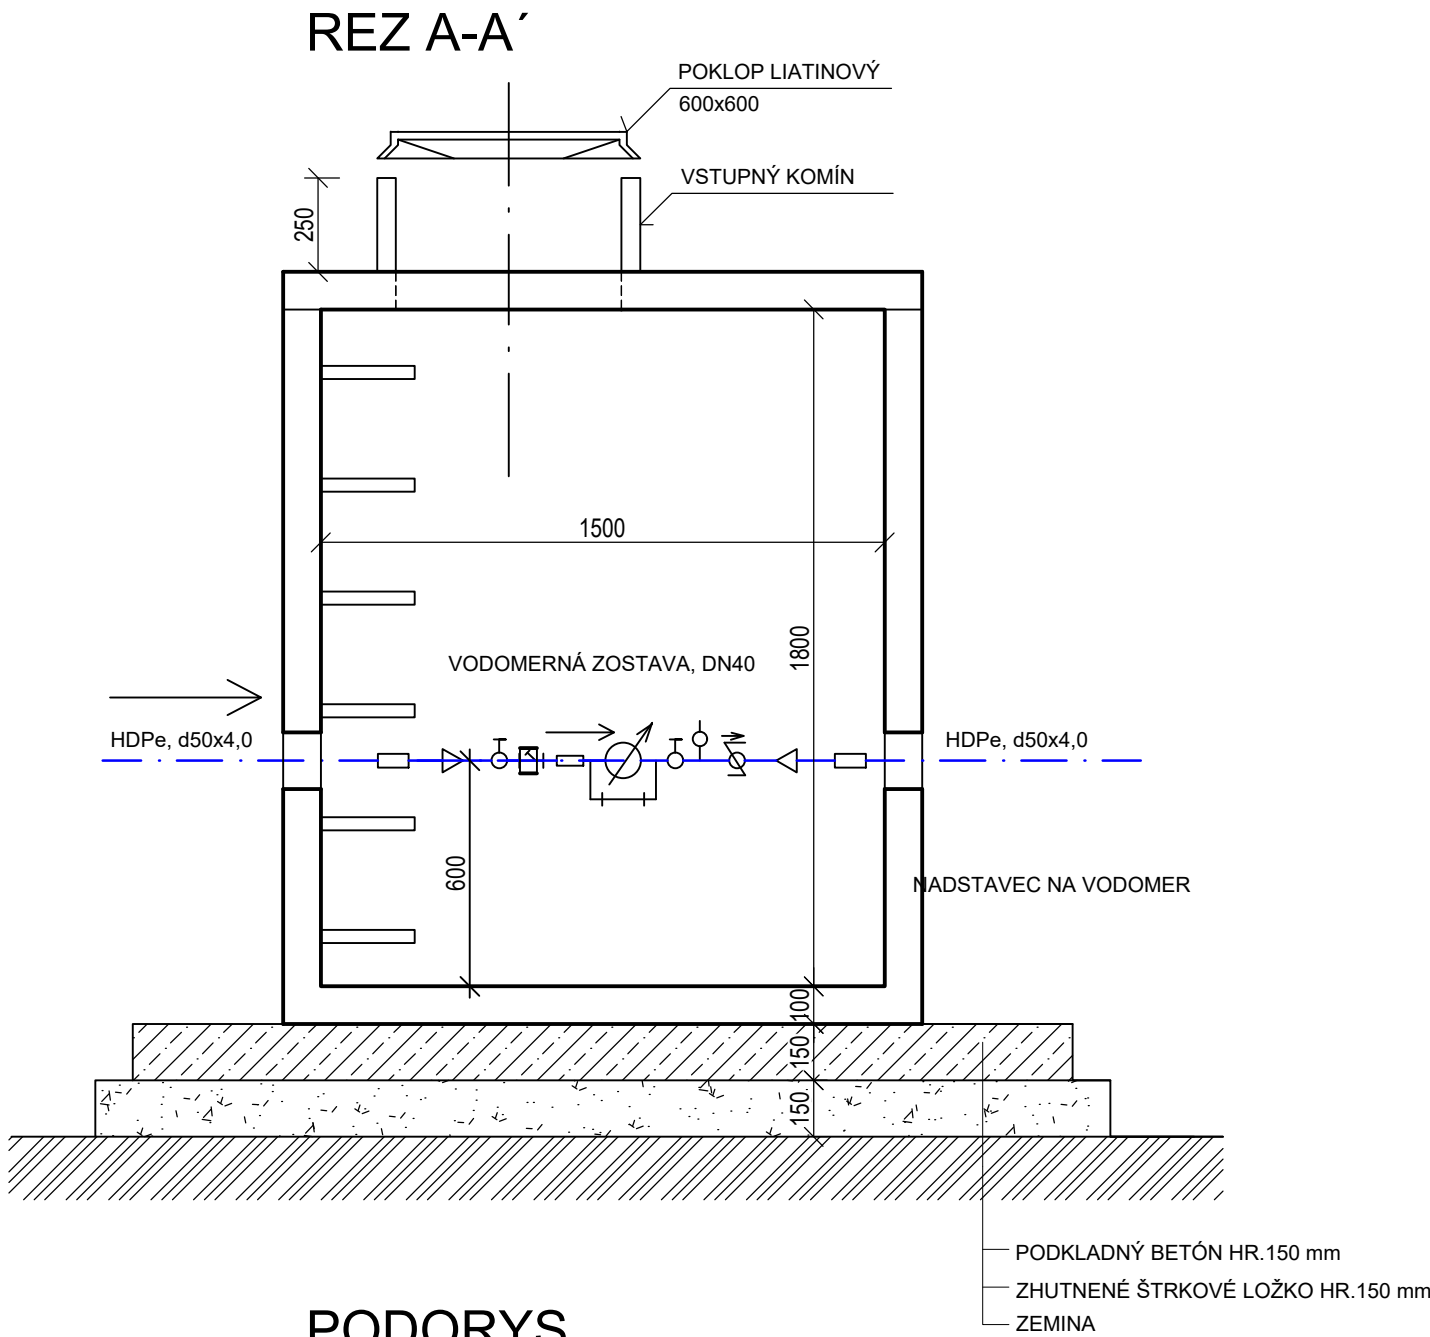 REZ A-A´
POKLOP LIATINOVÝ
600x600
VSTUPNÝ KOMÍN
250
1500
1800
VODOMERNÁ ZOSTAVA, DN40
HDPe, d50x4,0
HDPe, d50x4,0
600
NADSTAVEC NA VODOMER
100
150
150
PODKLADNÝ BETÓN HR.150 mm
ZHUTNENÉ ŠTRKOVÉ LOŽKO HR.150 mm
ZEMINA
PODORYS